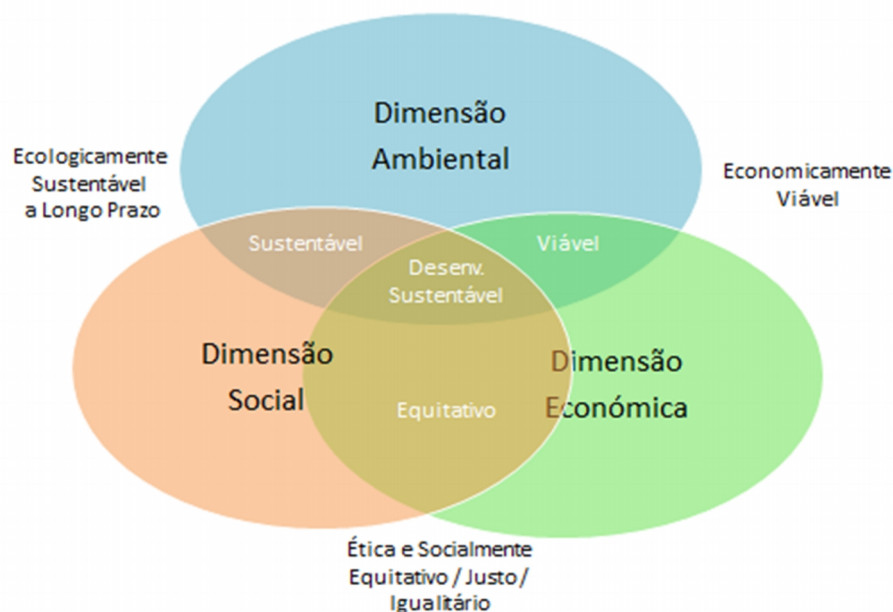 Dimensão
Ambiental
Ecologicamente
Sustentável
a Longo Prazo
Economicamente
Viável
Sustentável
Viável
Desenv.
Sustentável
Dimensão
Social
Dimensão
Económica
Equitativo
Ética e Socialmente
Equitativo / Justo /
Igualitário